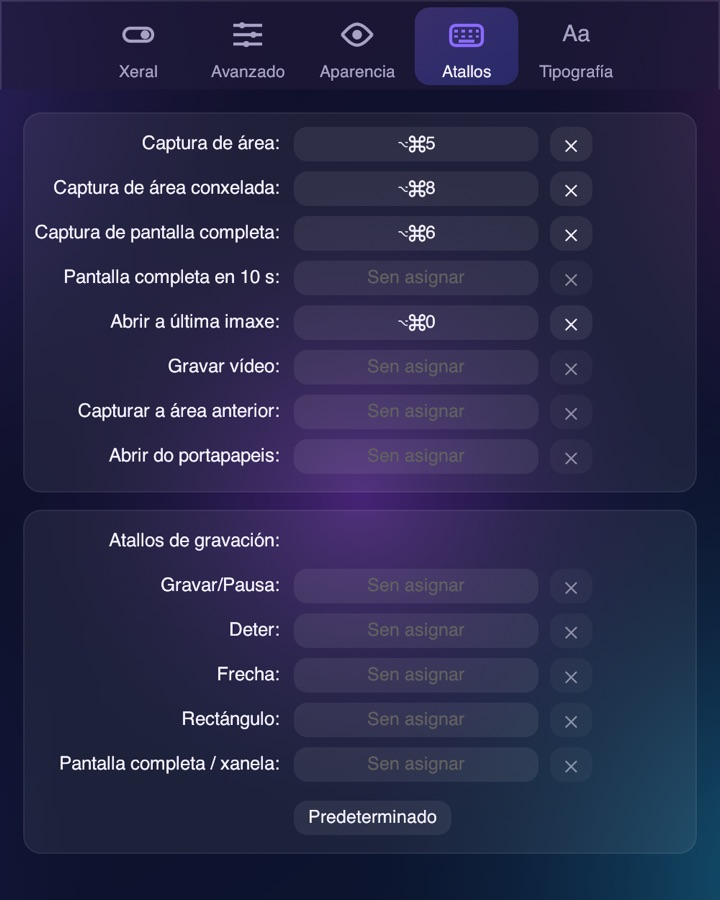 Xeral Avanzado Aparencia Atallos Aa Tipografía
Captura de área: ⌥⌘5
Captura de área conxelada: ⌥⌘8
Captura de pantalla completa: ⌥⌘6
Pantalla completa en 10 s: Sen asignar
Abrir a última imaxe: ⌥⌘0
Gravar vídeo: Sen asignar
Capturar a área anterior: Sen asignar
Abrir do portapapeis: Sen asignar
Atallos de gravación:
Gravar/Pausa: Sen asignar
Deter: Sen asignar
Frecha: Sen asignar
Rectángulo: Sen asignar
Pantalla completa / xanela: Sen asignar
Predeterminado